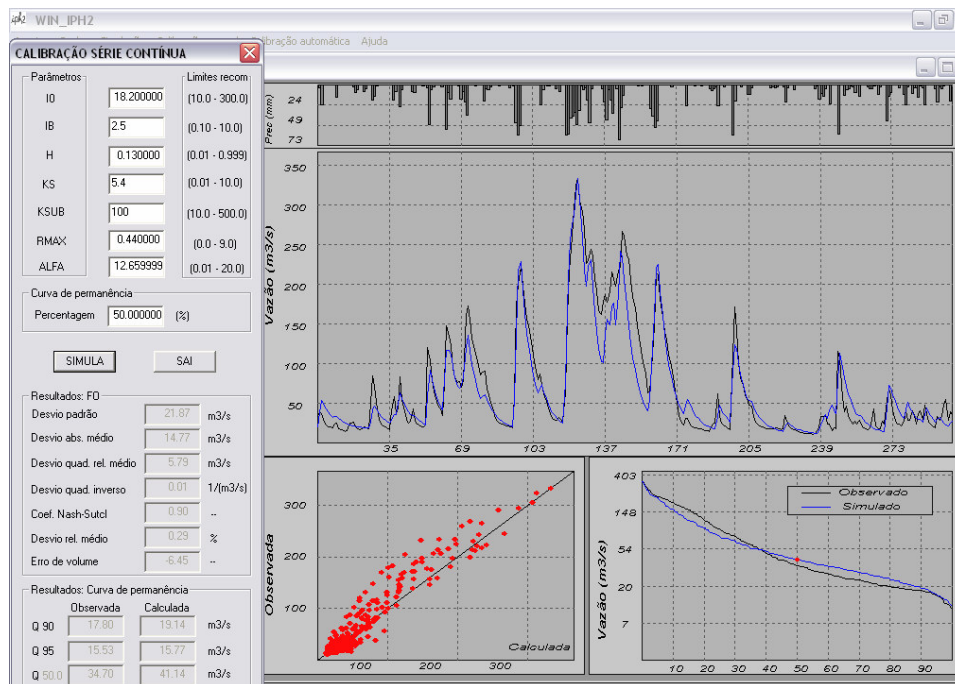 iph2 WIN_IPH2
Calibração automática Ajuda
CALIBRAÇÃO SÉRIE CONTÍNUA
Parâmetros Limites recom
I0 18.200000 (10.0 - 300.0)
IB 2.5 (0.10 - 10.0)
H 0.130000 (0.01 - 0.999)
KS 5.4 (0.01 - 10.0)
KSUB 100 (10.0 - 500.0)
RMAX 0.440000 (0.0 - 9.0)
ALFA 12.659999 (0.01 - 20.0)
Curva de permanência
Percentagem 50.000000 (%)
SIMULA SAI
Resultados: FO
Desvio padrão 21.87 m3/s
Desvio abs. médio 14.77 m3/s
Desvio quad. rel. médio 5.79 m3/s
Desvio quad. inverso 0.01 1/(m3/s)
Coef. Nash-Sutcl 0.90 --
Desvio rel. médio 0.29 %
Erro de volume -6.45 --
Resultados: Curva de permanência
Observada Calculada
Q 90 17.80 19.14 m3/s
Q 95 15.53 15.77 m3/s
Q 50.0 34.70 41.14 m3/s
Prec (mm)
24
49
73
Vazão (m3/s)
350
300
250
200
150
100
50
35 69 103 137 171 205 239 273
Observada
300
200
100
Calculada
100 200 300
Vazão (m3/s)
403
148
54
20
7
Observado
Simulado
10 20 30 40 50 60 70 80 90